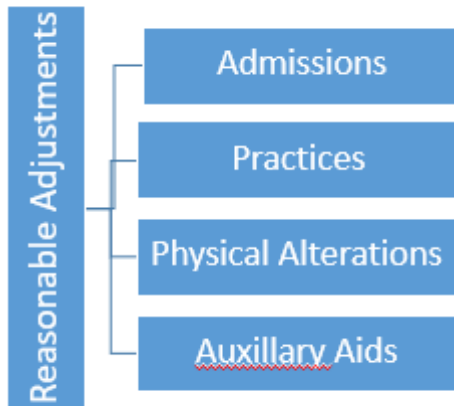 Reasonable Adjustments
Admissions
Practices
Physical Alterations
Auxillary Aids